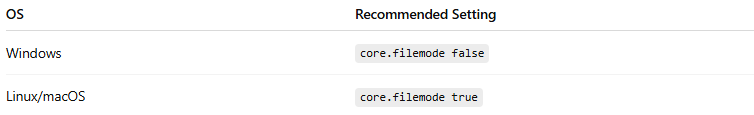 OS Recommended Setting
Windows core.filemode false
Linux/macOS core.filemode true